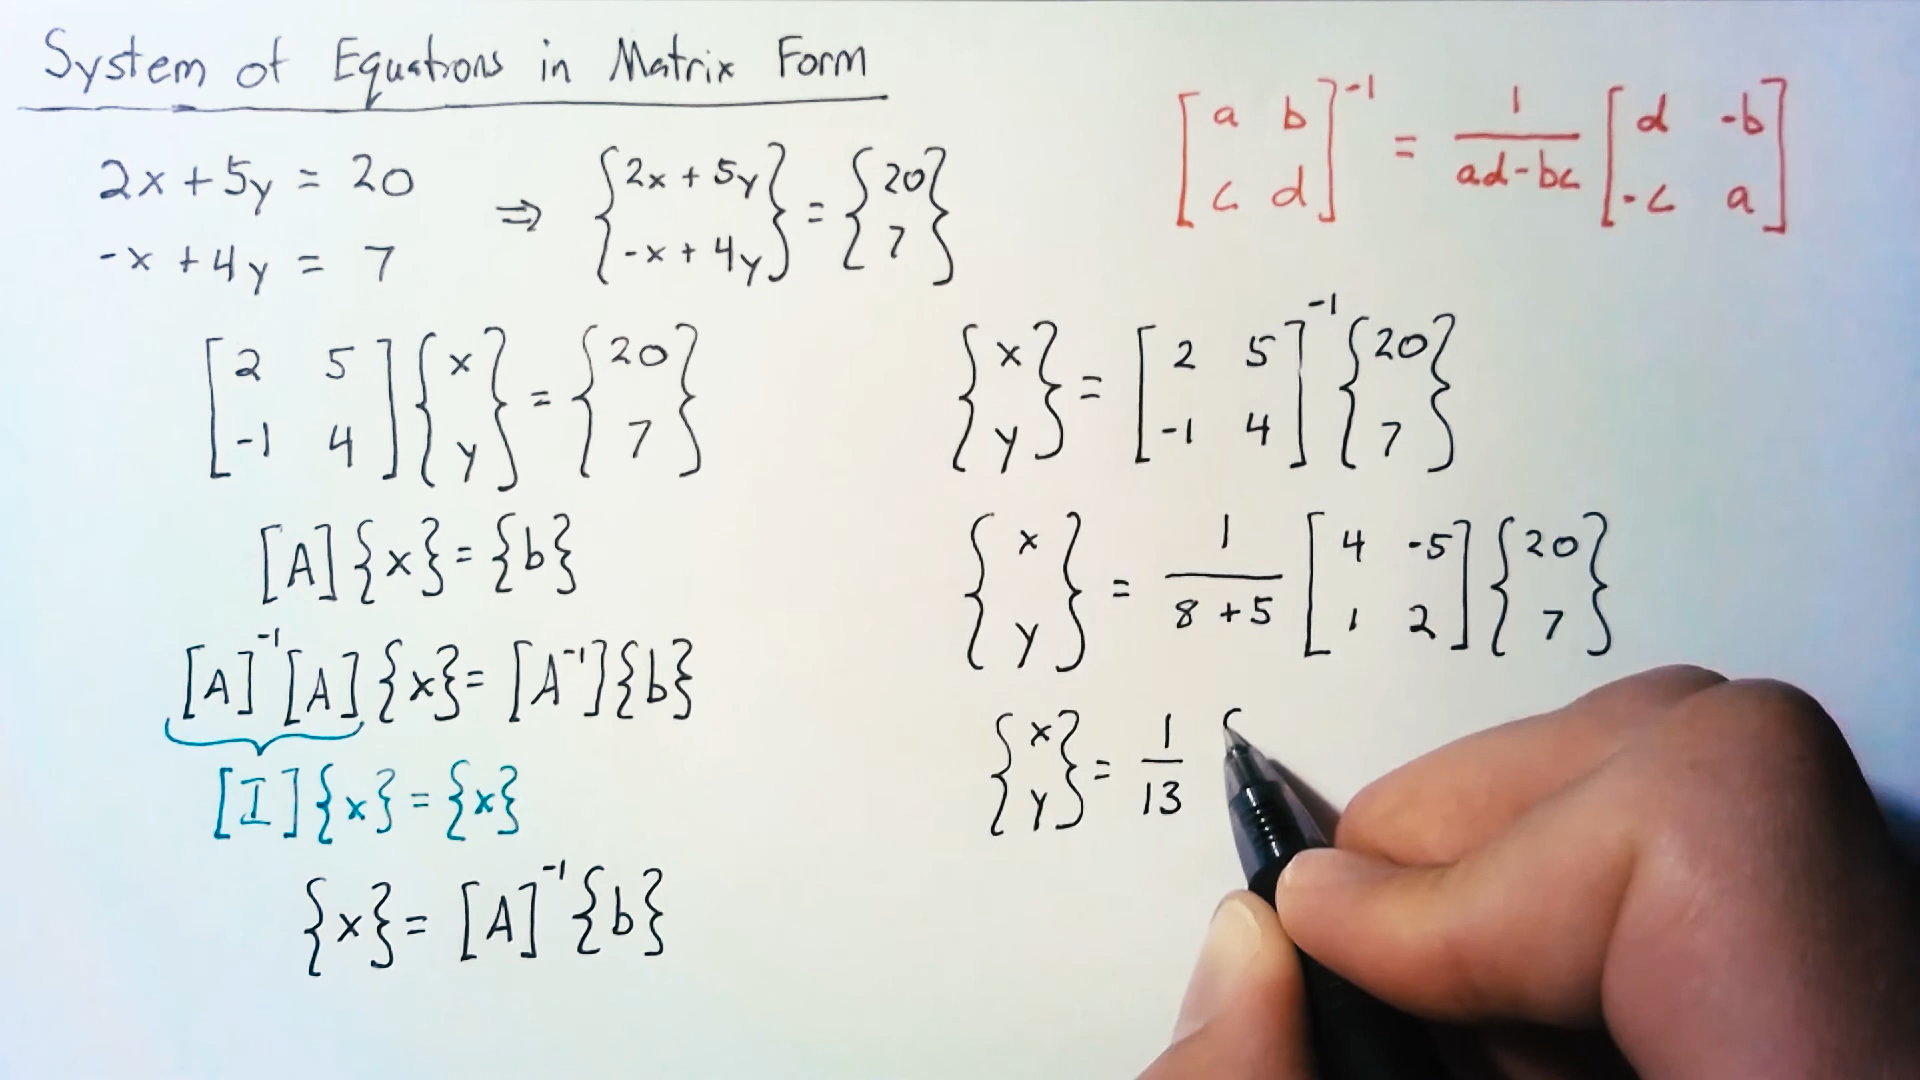 System of Equations in Matrix Form
2x + 5y = 20
-x + 4y = 7
⇒ {2x + 5y} = {20}
{-x + 4y} {7}
[2 5] {x} = {20}
[-1 4] {y} {7}
[A]{x} = {b}
[A]⁻¹[A]{x} = [A⁻¹]{b}
[I]{x} = {x}
{x} = [A]⁻¹{b}
[a b]⁻¹ = 1 [d -b]
[c d] ad-bc [-c a]
{x} = [2 5]⁻¹ {20}
{y} [-1 4] {7}
{x} = 1 [4 -5] {20}
{y} 8 + 5 [1 2] {7}
{x} = 1
{y} 13